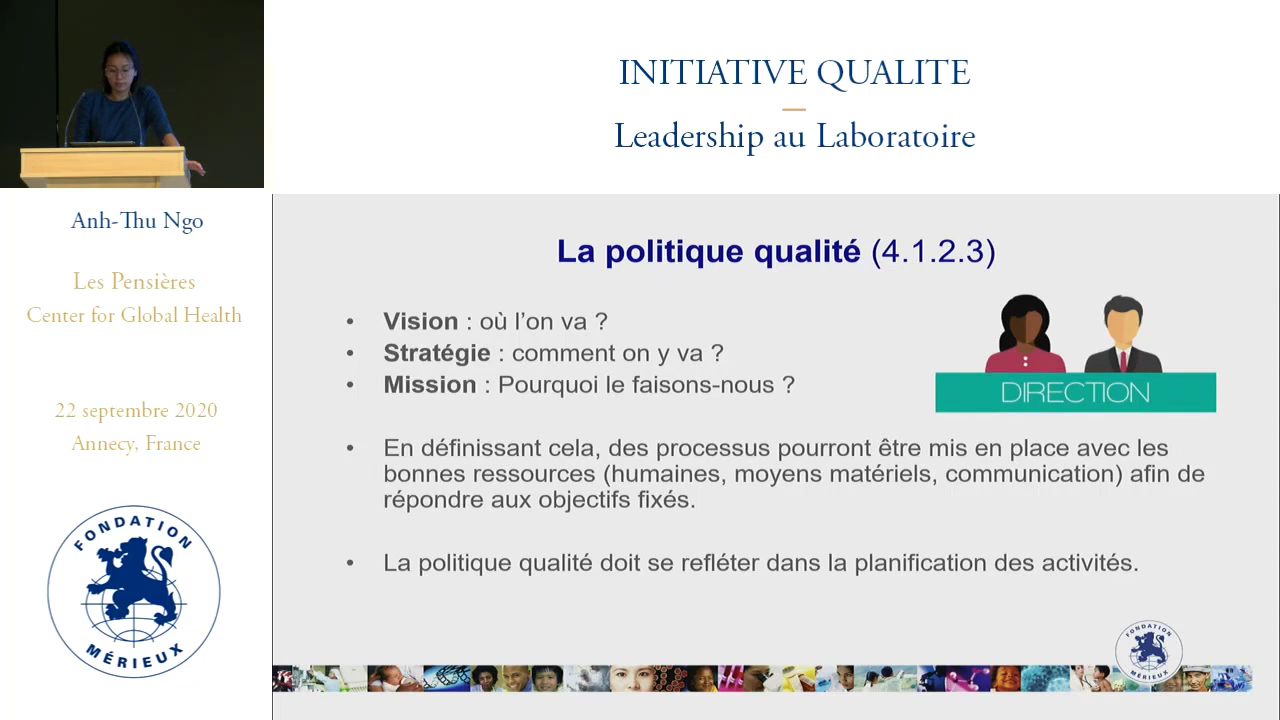 INITIATIVE QUALITE
Leadership au Laboratoire
Anh-Thu Ngo
Les Pensières
Center for Global Health
22 septembre 2020
Annecy, France
FONDATION
MÉRIEUX
La politique qualité (4.1.2.3)
• Vision : où l'on va ?
• Stratégie : comment on y va ?
• Mission : Pourquoi le faisons-nous ?
DIRECTION
• En définissant cela, des processus pourront être mis en place avec les
bonnes ressources (humaines, moyens matériels, communication) afin de
répondre aux objectifs fixés.
• La politique qualité doit se refléter dans la planification des activités.
FONDATION
MÉRIEUX